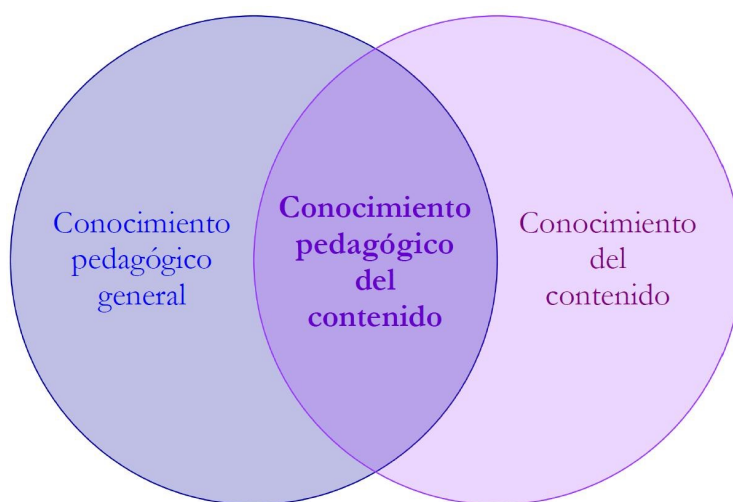 Conocimiento
pedagógico
general
Conocimiento
pedagógico
del
contenido
Conocimiento
del
contenido